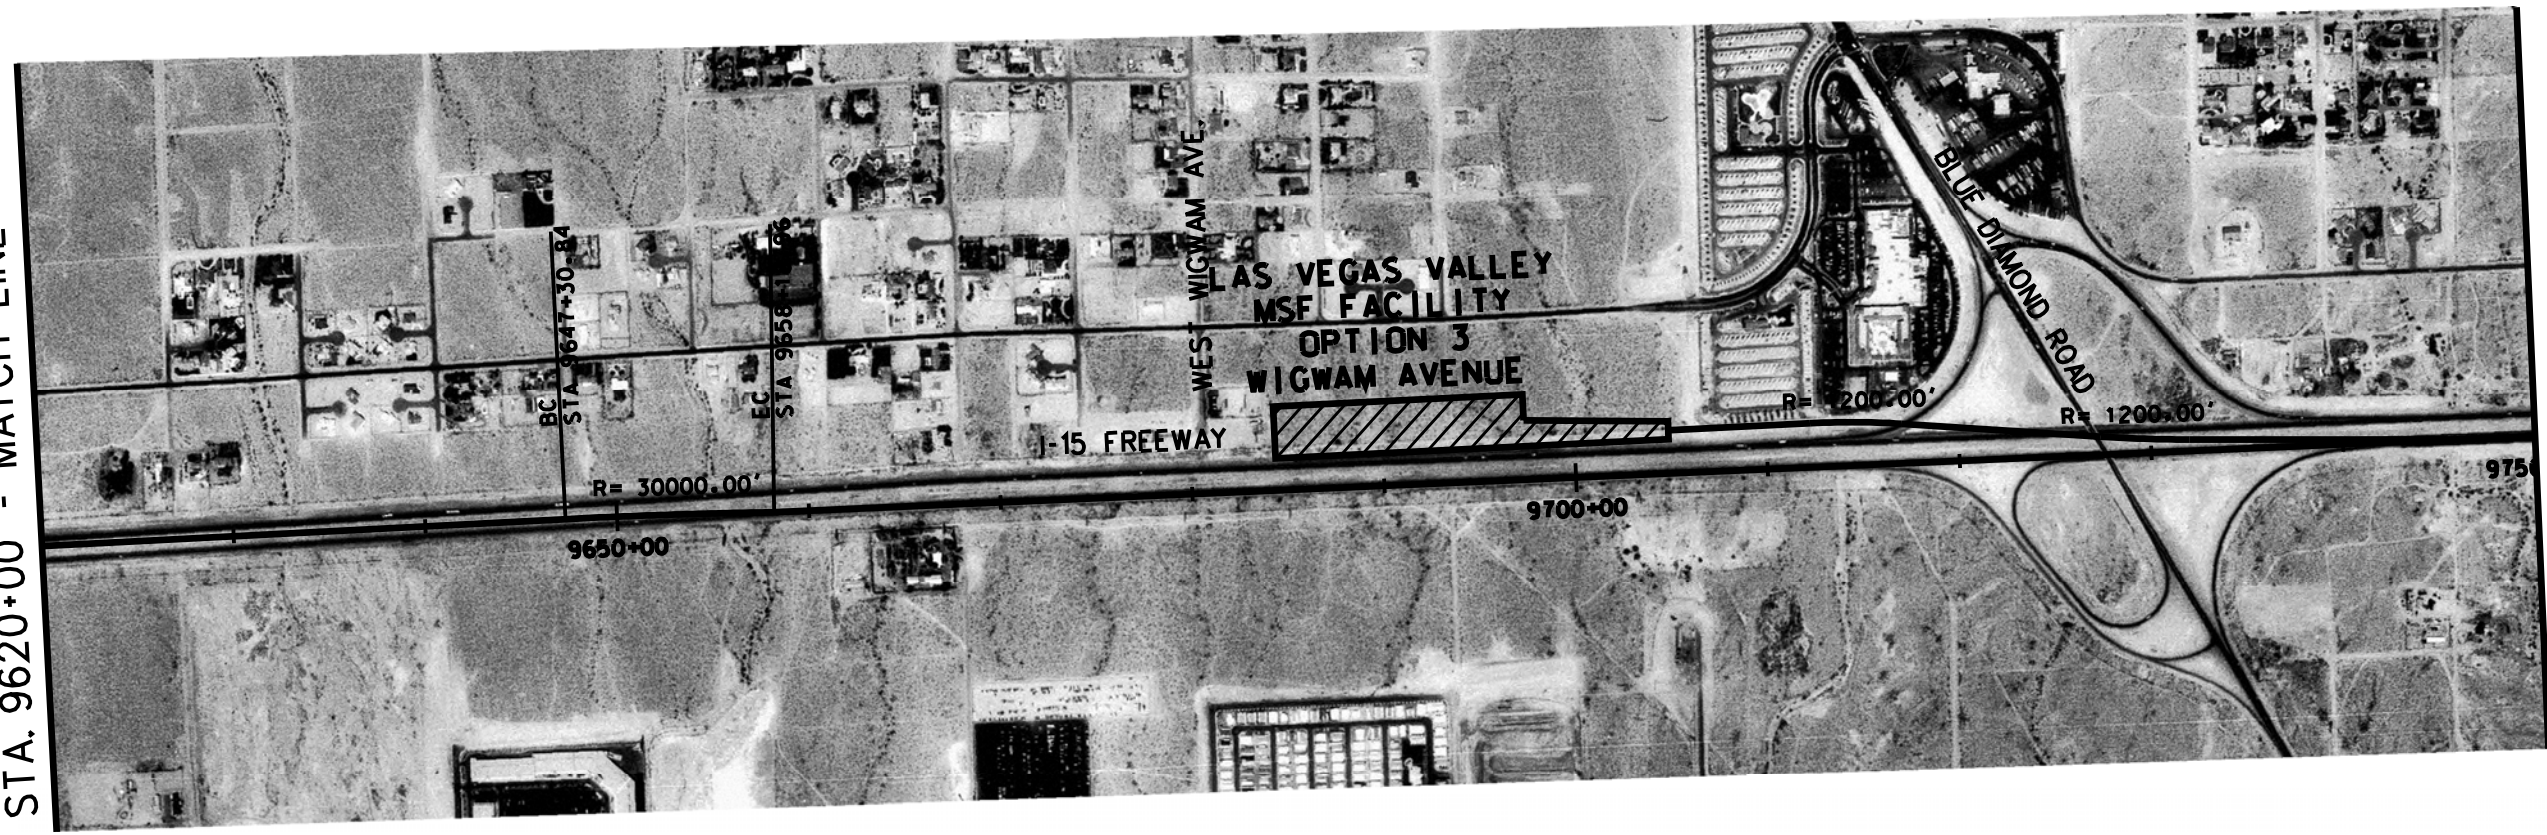 STA. 9620+00 - MATCH LINE
BC
STA 9647+30.84
EC
STA 9658
96
WEST WIGWAM AVE.
LAS VEGAS VALLEY
MSF FACILITY
OPTION 3
WIGWAM AVENUE
BLUE DIAMOND ROAD
R= 1200.00'
I-15 FREEWAY
R= 30000.00'
9650+00
9700+00